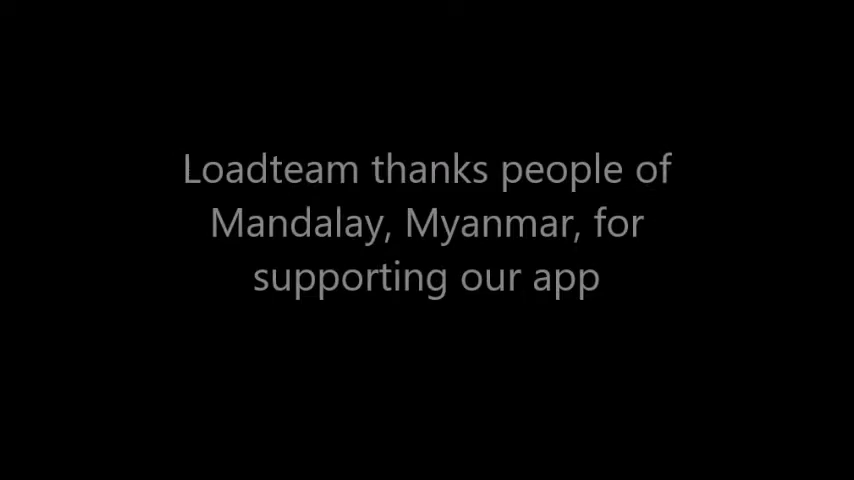 Loadteam thanks people of
Mandalay, Myanmar, for
supporting our app